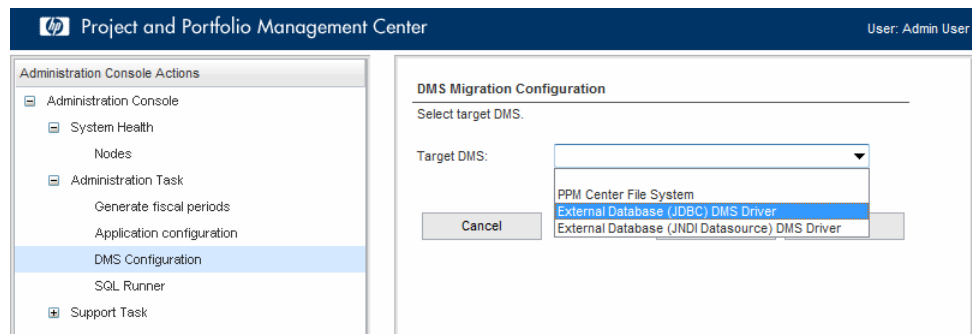 hp Project and Portfolio Management Center
User: Admin User
Administration Console Actions
Administration Console
System Health
Nodes
Administration Task
Generate fiscal periods
Application configuration
DMS Configuration
SQL Runner
Support Task
DMS Migration Configuration
Select target DMS.
Target DMS:
PPM Center File System
External Database (JDBC) DMS Driver
External Database (JNDI Datasource) DMS Driver
Cancel